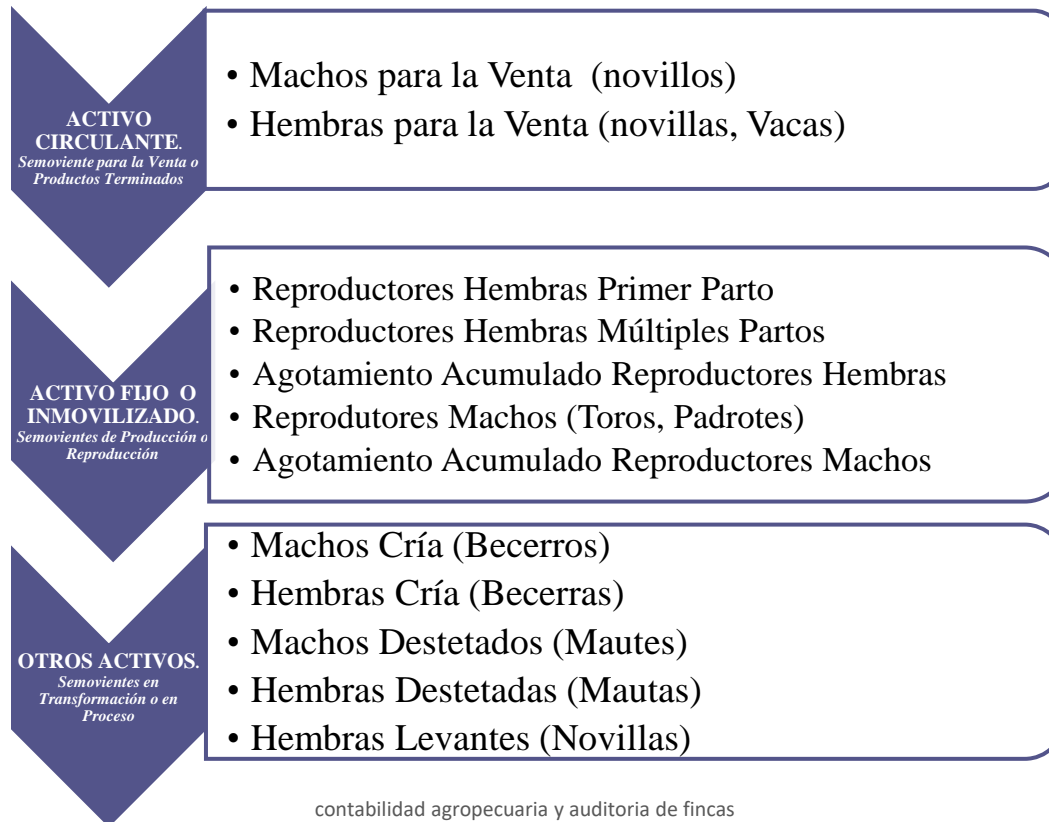 ACTIVO
CIRCULANTE.
Semoviente para la Venta o
Productos Terminados
• Machos para la Venta (novillos)
• Hembras para la Venta (novillas, Vacas)
ACTIVO FIJO O
INMOVILIZADO.
Semovientes de Producción o
Reproducción
• Reproductores Hembras Primer Parto
• Reproductores Hembras Múltiples Partos
• Agotamiento Acumulado Reproductores Hembras
• Reprodutores Machos (Toros, Padrotes)
• Agotamiento Acumulado Reproductores Machos
OTROS ACTIVOS.
Semovientes en
Transformación o en
Proceso
• Machos Cría (Becerros)
• Hembras Cría (Becerras)
• Machos Destetados (Mautes)
• Hembras Destetadas (Mautas)
• Hembras Levantes (Novillas)
contabilidad agropecuaria y auditoria de fincas